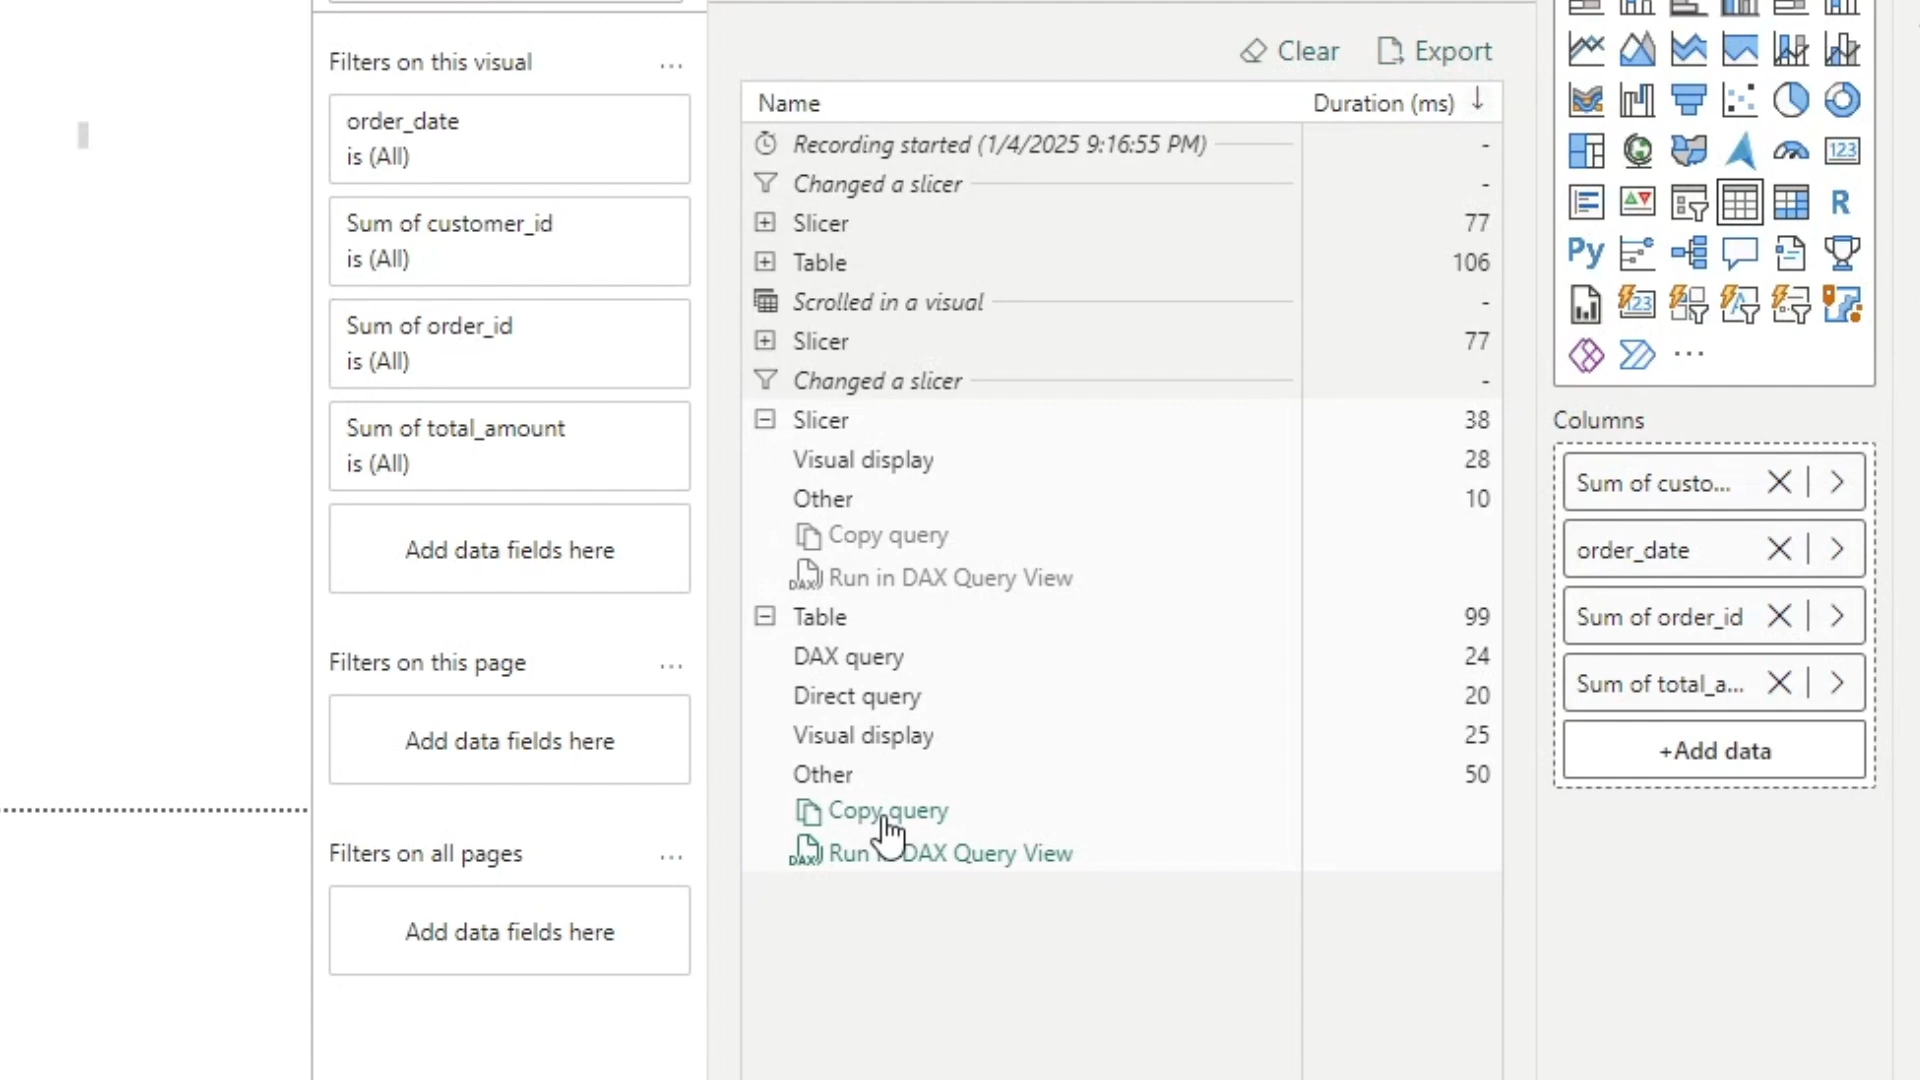 Filters on this visual
...
order_date
is (All)
Sum of customer_id
is (All)
Sum of order_id
is (All)
Sum of total_amount
is (All)
Add data fields here
Filters on this page
...
Add data fields here
Filters on all pages
...
Add data fields here
Clear
Export
Name
Duration (ms)
Recording started (1/4/2025 9:16:55 PM)
-
Changed a slicer
-
Slicer
77
Table
106
Scrolled in a visual
-
Slicer
77
Changed a slicer
-
Slicer
38
Visual display
28
Other
10
Copy query
DAX Run in DAX Query View
Table
99
DAX query
24
Direct query
20
Visual display
25
Other
50
Copy query
DAX Run in DAX Query View
123
R
Py
123
...
Columns
Sum of custo...
order_date
Sum of order_id
Sum of total_a...
+Add data